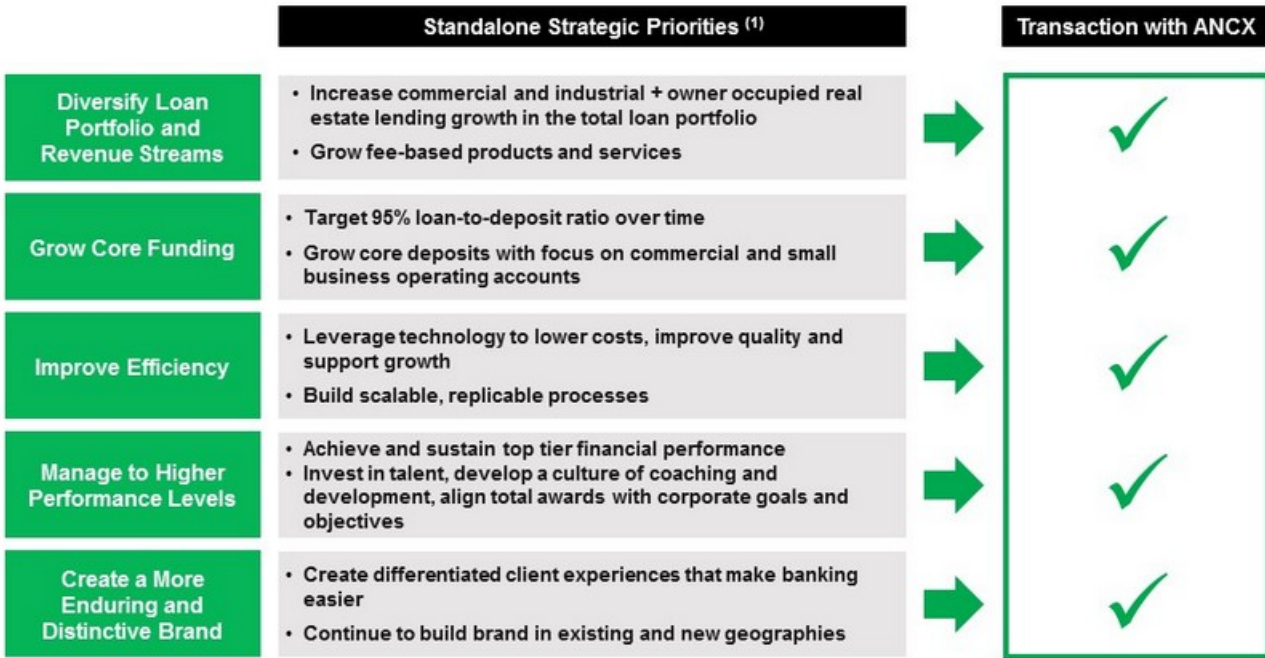 Standalone Strategic Priorities (1)
Transaction with ANCX
Diversify Loan
Portfolio and
Revenue Streams
• Increase commercial and industrial + owner occupied real
estate lending growth in the total loan portfolio
• Grow fee-based products and services
Grow Core Funding
• Target 95% loan-to-deposit ratio over time
• Grow core deposits with focus on commercial and small
business operating accounts
Improve Efficiency
• Leverage technology to lower costs, improve quality and
support growth
• Build scalable, replicable processes
Manage to Higher
Performance Levels
• Achieve and sustain top tier financial performance
• Invest in talent, develop a culture of coaching and
development, align total awards with corporate goals and
objectives
Create a More
Enduring and
Distinctive Brand
• Create differentiated client experiences that make banking
easier
• Continue to build brand in existing and new geographies